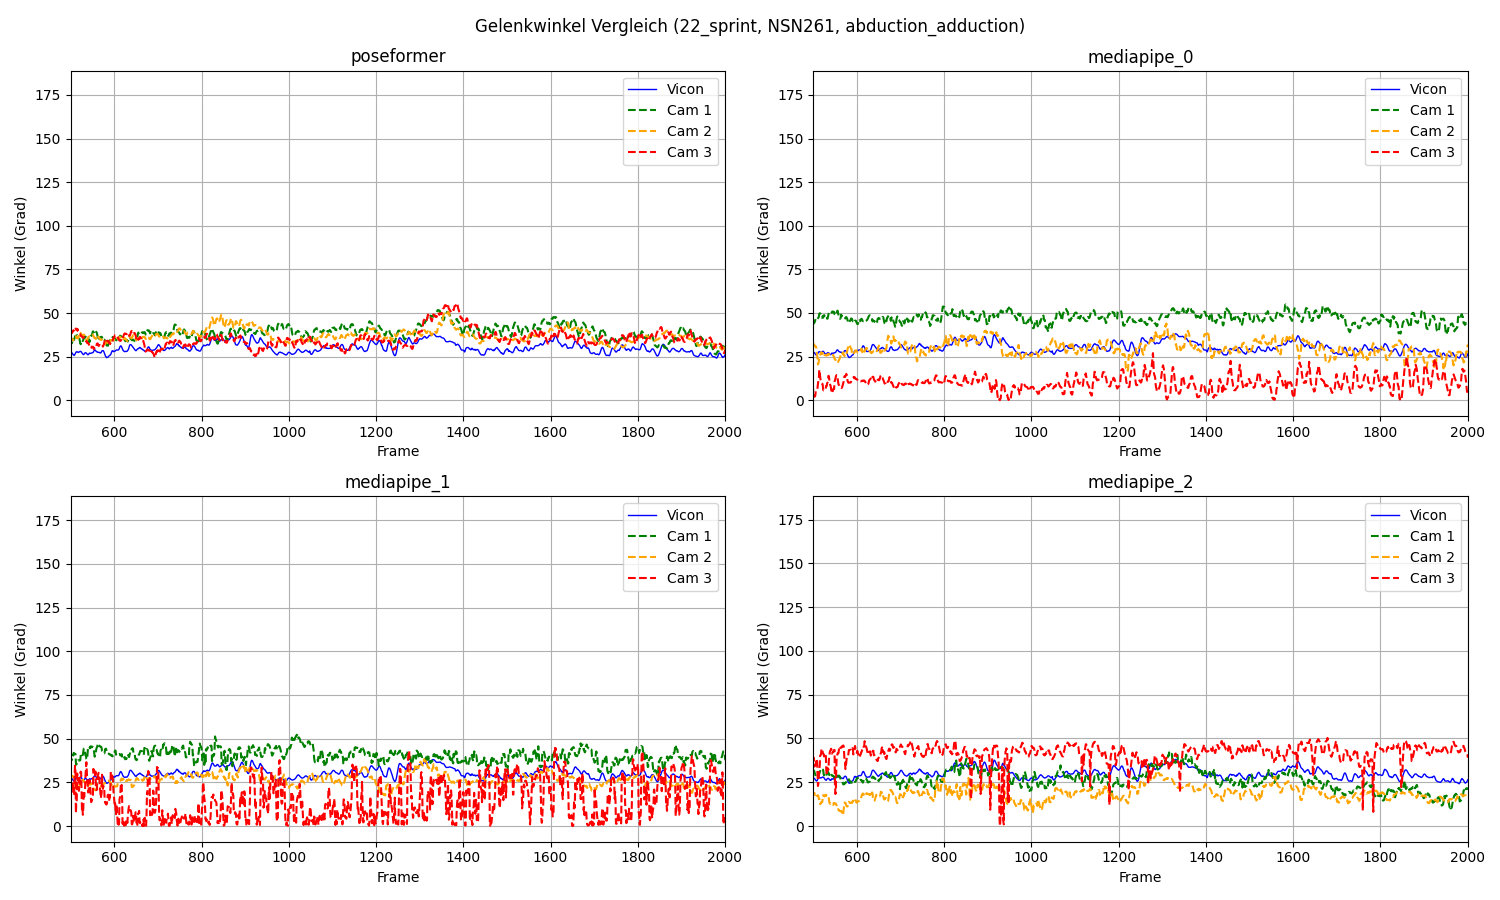 Gelenkwinkel Vergleich (22_sprint, NSN261, abduction_adduction)
poseformer
175
150
125
100
75
50
25
0
Winkel (Grad)
600 800 1000 1200 1400 1600 1800 2000
Frame
Vicon
Cam 1
Cam 2
Cam 3
mediapipe_0
175
150
125
100
75
50
25
0
Winkel (Grad)
600 800 1000 1200 1400 1600 1800 2000
Frame
Vicon
Cam 1
Cam 2
Cam 3
mediapipe_1
175
150
125
100
75
50
25
0
Winkel (Grad)
600 800 1000 1200 1400 1600 1800 2000
Frame
Vicon
Cam 1
Cam 2
Cam 3
mediapipe_2
175
150
125
100
75
50
25
0
Winkel (Grad)
600 800 1000 1200 1400 1600 1800 2000
Frame
Vicon
Cam 1
Cam 2
Cam 3